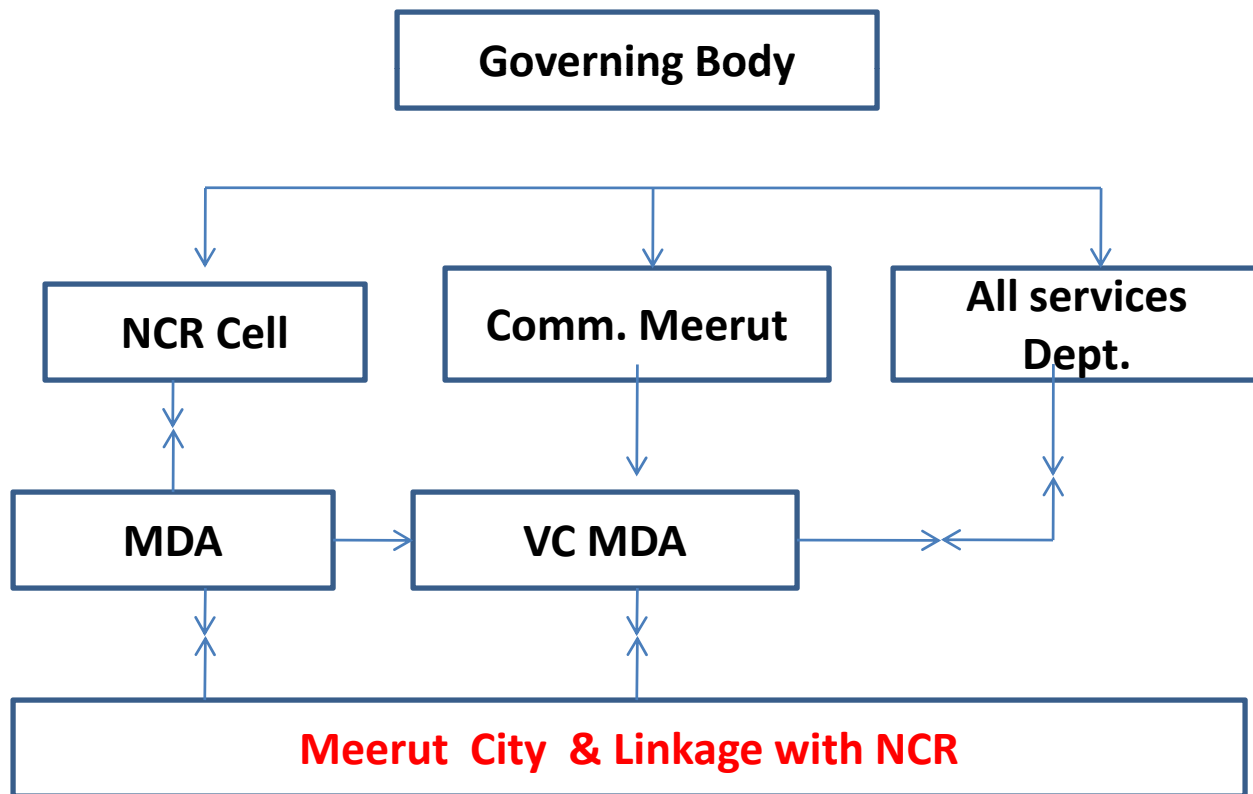 Governing Body
NCR Cell
Comm. Meerut
All services
Dept.
MDA
VC MDA
Meerut City & Linkage with NCR